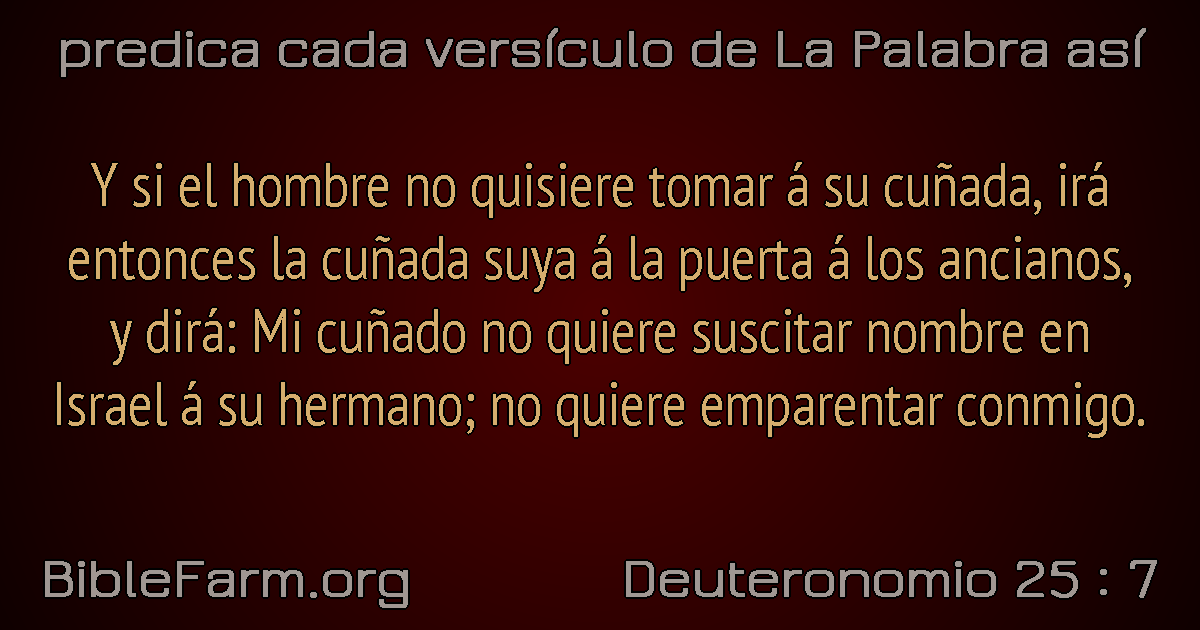 predica cada versículo de La Palabra así
Y si el hombre no quisiere tomar á su cuñada, irá
entonces la cuñada suya á la puerta á los ancianos,
y dirá: Mi cuñado no quiere suscitar nombre en
Israel á su hermano; no quiere emparentar conmigo.
BibleFarm.org
Deuteronomio 25 : 7